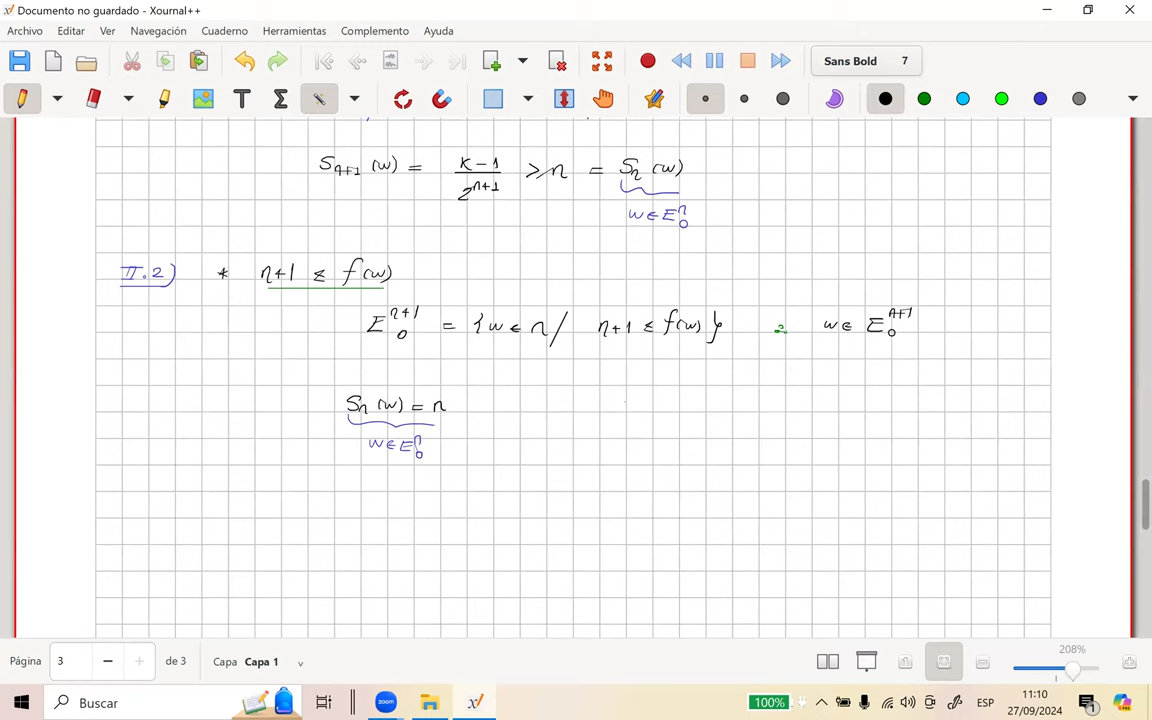 Documento no guardado - Xournal++
Archivo Editar Ver Navegación Cuaderno Herramientas Complemento Ayuda
Sans Bold 7
S_{n+1}(w) = \frac{K-1}{2^{n+1}} > n = S_n(w)
w ∈ E_0^n
II.2) * n+1 ≤ f(w)
E_0^{n+1} = {w ∈ Ω / n+1 ≤ f(w)} ∴ w ∈ E_0^{n+1}
S_n(w) = n
w ∈ E_0^n
Página 3 de 3 Capa Capa 1 208%
Buscar zoom 100% ESP 11:10
27/09/2024